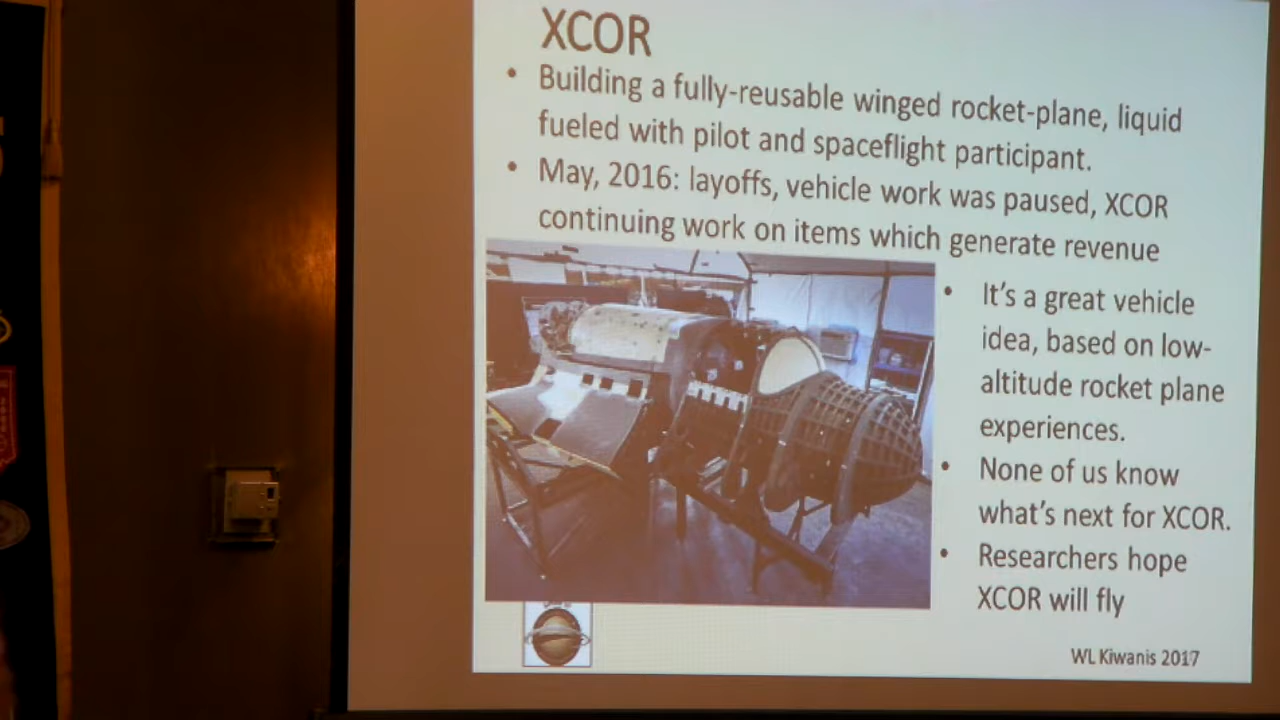 XCOR
• Building a fully-reusable winged rocket-plane, liquid
fueled with pilot and spaceflight participant.
• May, 2016: layoffs, vehicle work was paused, XCOR
continuing work on items which generate revenue
• It's a great vehicle
idea, based on low-
altitude rocket plane
experiences.
• None of us know
what's next for XCOR.
• Researchers hope
XCOR will fly
WL Kiwanis 2017